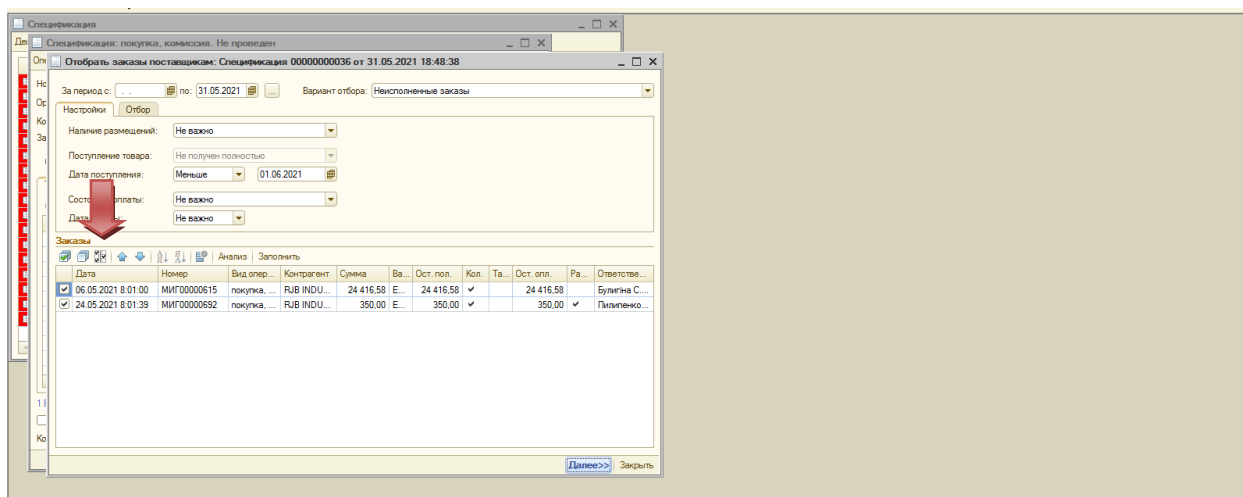 Спецификация
Спецификация: покупка, комиссия. Не проведен
Отобрать заказы поставщикам: Спецификация 00000000036 от 31.05.2021 18:48:38
За период с: . . по: 31.05.2021 ... Вариант отбора: Неисполненные заказы
Настройки Отбор
Наличие размещений: Не важно
Поступление товара: Не получен полностью
Дата поступления: Меньше 01.06.2021
Не важно
Не важно
Заказы
Анализ Заполнить
Дата Номер Вид опер... Контрагент Сумма Ва... Ост. пол. Кол. Та... Ост. опл. Ра... Ответстве...
06.05.2021 8:01:00 МИГ00000615 покупка, ... RJB INDU... 24 416,58 Е... 24 416,58 24 416,58 Булигіна С....
24.05.2021 8:01:39 МИГ00000692 покупка, ... RJB INDU... 350,00 Е... 350,00 350,00 Пилипенко...
Далее>> Закрыть